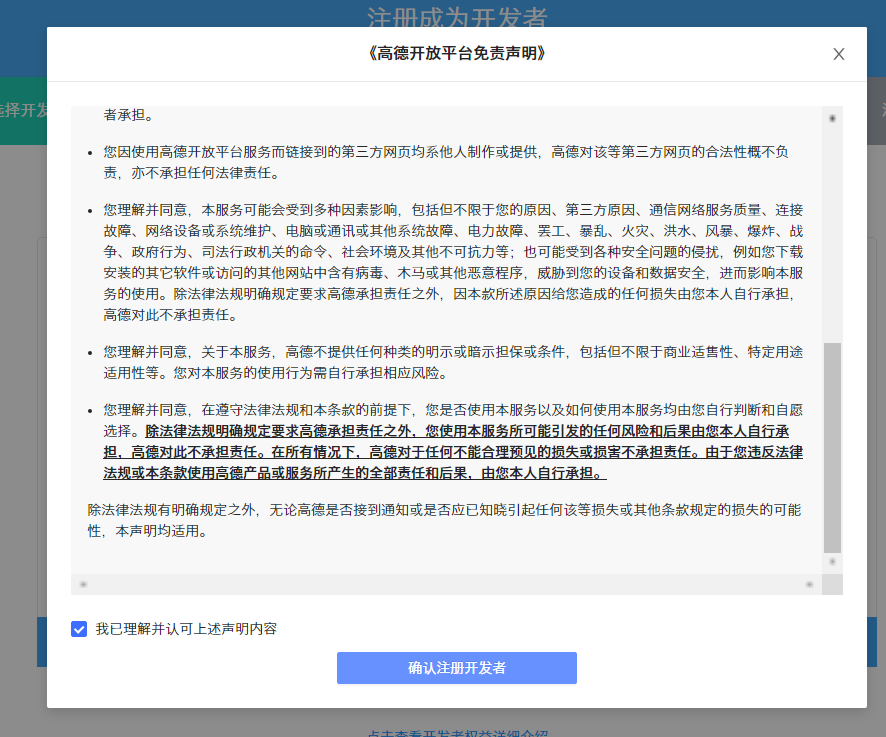 注册成为开发者
《高德开放平台免责声明》
选择开发
者承担。
您因使用高德开放平台服务而链接到的第三方网页均系他人制作或提供，高德对该等第三方网页的合法性概不负
责，亦不承担任何法律责任。
您理解并同意，本服务可能会受到多种因素影响，包括但不限于您的原因、第三方原因、通信网络服务质量、连接
故障、网络设备或系统维护、电脑或通讯或其他系统故障、电力故障、罢工、暴乱、火灾、洪水、风暴、爆炸、战
争、政府行为、司法行政机关的命令、社会环境及其他不可抗力等；也可能受到各种安全问题的侵扰，例如您下载
安装的其它软件或访问的其他网站中含有病毒、木马或其他恶意程序，威胁到您的设备和数据安全，进而影响本服
务的使用。除法律法规明确规定要求高德承担责任之外，因本款所述原因给您造成的任何损失由您本人自行承担，
高德对此不承担责任。
您理解并同意，关于本服务，高德不提供任何种类的明示或暗示担保或条件，包括但不限于商业适售性、特定用途
适用性等。您对本服务的使用行为需自行承担相应风险。
您理解并同意，在遵守法律法规和本条款的前提下，您是否使用本服务以及如何使用本服务均由您自行判断和自愿
选择。除法律法规明确规定要求高德承担责任之外，您使用本服务所可能引发的任何风险和后果由您本人自行承
担，高德对此不承担责任。在所有情况下，高德对于任何不能合理预见的损失或损害不承担责任。由于您违反法律
法规或本条款使用高德产品或服务所产生的全部责任和后果，由您本人自行承担。
除法律法规有明确规定之外，无论高德是否接到通知或是否应已知晓引起任何该等损失或其他条款规定的损失的可能
性，本声明均适用。
我已理解并认可上述声明内容
确认注册开发者
点击查看开发者权益详细介绍